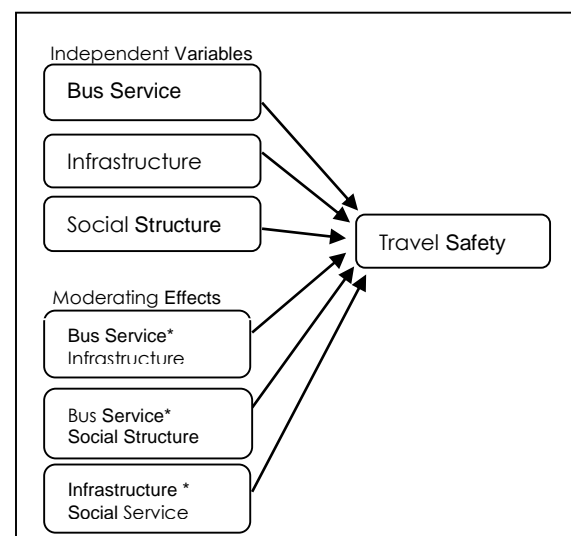 Independent Variables
Bus Service
Infrastructure
Social Structure
Travel Safety
Moderating Effects
Bus Service*
Infrastructure
Bus Service*
Social Structure
Infrastructure *
Social Service